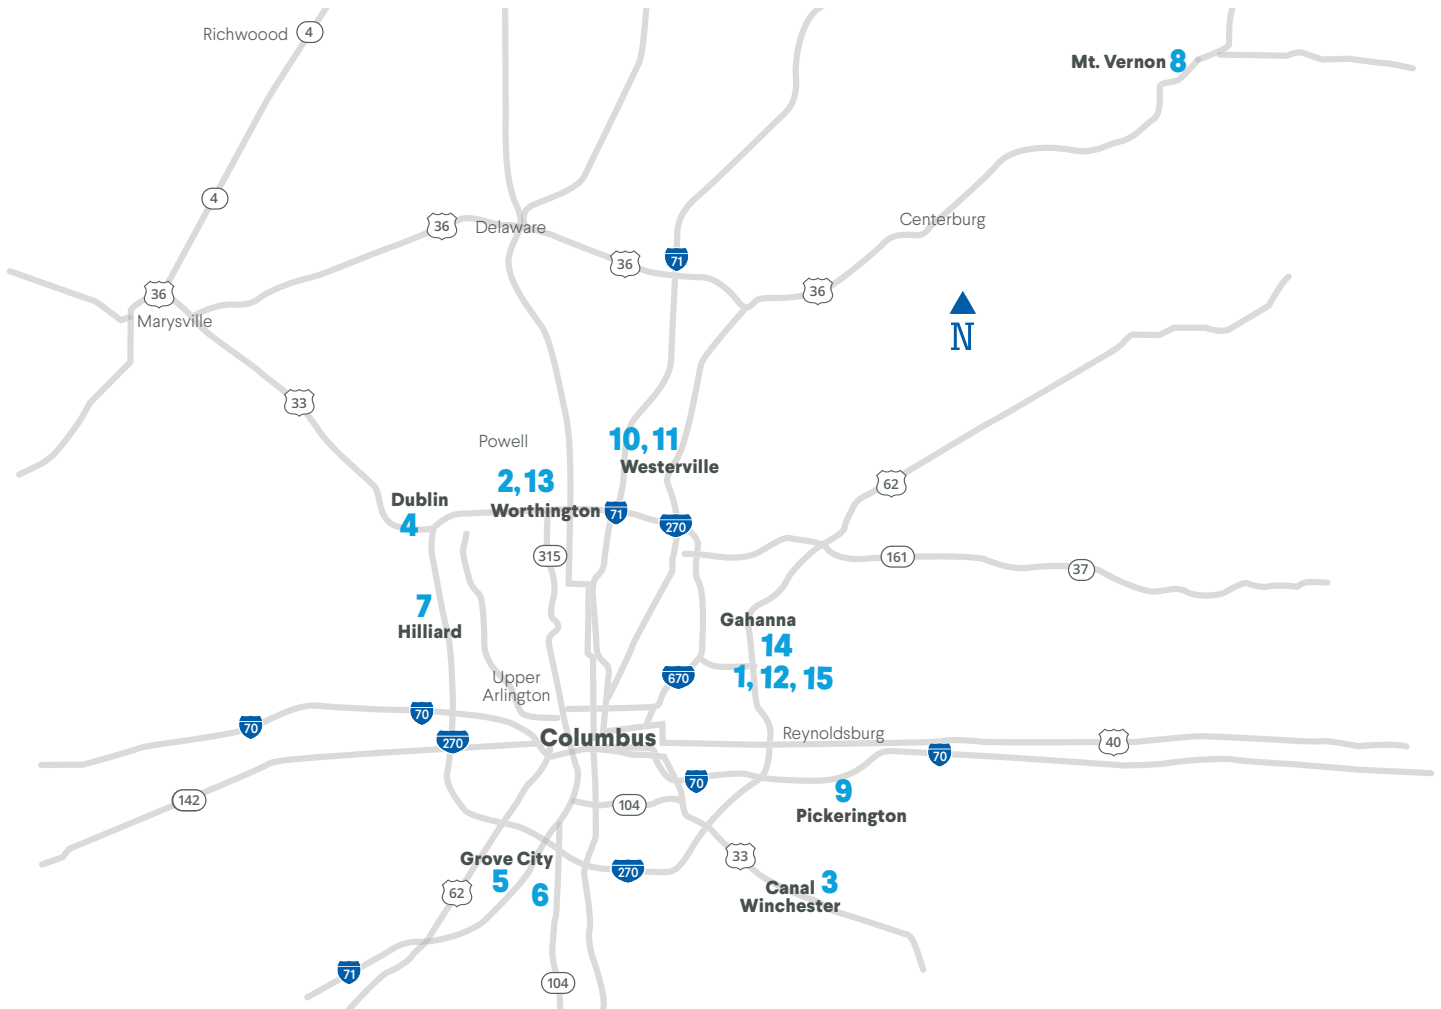 Richwoood
4
Mt. Vernon 8
4
36
Delaware
Centerburg
36
71
36
36
Marysville
N
33
Powell
10, 11
Westerville
2, 13
Worthington
71
270
62
Dublin
4
315
161
37
7
Hilliard
Gahanna
14
1, 12, 15
670
Upper
Arlington
70
70
270
Columbus
Reynoldsburg
40
70
70
9
Pickerington
142
104
33
Grove City
5
6
270
62
Canal 3
Winchester
71
104